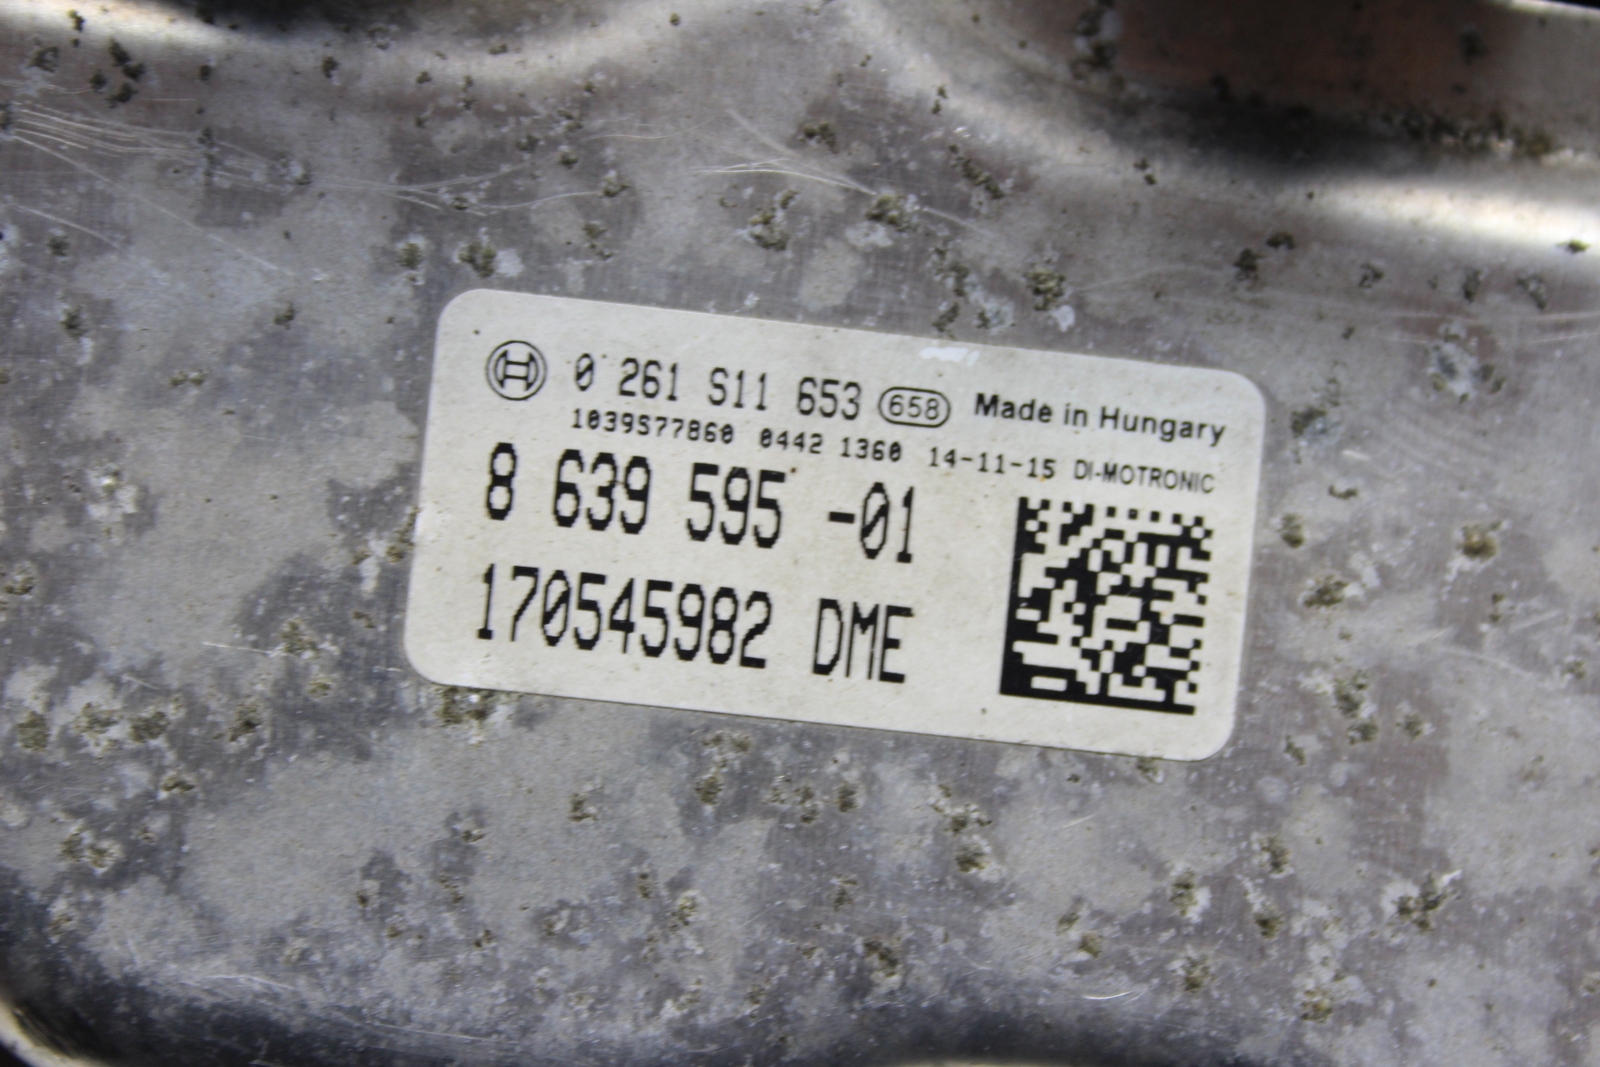 0 261 S11 653 658 Made in Hungary
1039S77860 0442 1360 14-11-15 DI-MOTRONIC
8 639 595 -01
170545982 DME